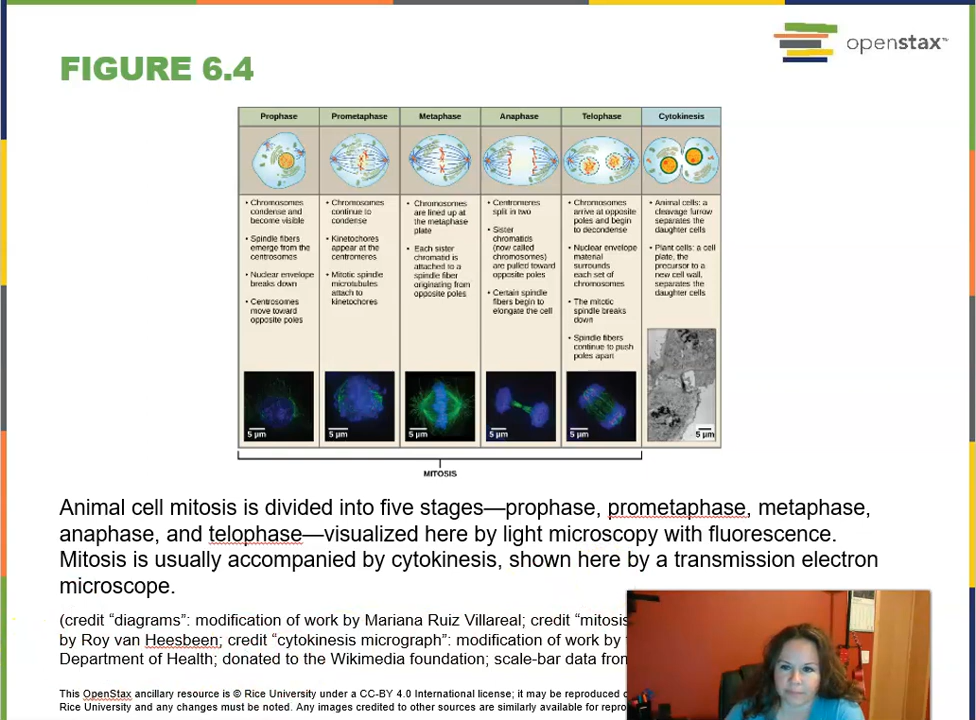 openstax™
FIGURE 6.4
Prophase
Prometaphase
Metaphase
Anaphase
Telophase
Cytokinesis
• Chromosomes
condense and
become visible
• Spindle fibers
emerge from the
centrosomes
• Nuclear envelope
breaks down
• Centrosomes
move toward
opposite poles
• Chromosomes
continue to
condense
• Kinetochores
appear at the
centromeres
• Mitotic spindle
microtubules
attach to
kinetochores
• Chromosomes
are lined up at
the metaphase
plate
• Each sister
chromatid is
attached to a
spindle fiber
originating from
opposite poles
• Centromeres
split in two
• Sister
chromatids
(now called
chromosomes)
are pulled toward
opposite poles
• Certain spindle
fibers begin to
elongate the cell
• Chromosomes
arrive at opposite
poles and begin
to decondense
• Nuclear envelope
material
surrounds
each set of
chromosomes
• The mitotic
spindle breaks
down
• Spindle fibers
continue to push
poles apart
• Animal cells: a
cleavage furrow
separates the
daughter cells
• Plant cells: a cell
plate, the
precursor to a
new cell wall,
separates the
daughter cells
5 µm
5 µm
5 µm
5 µm
5 µm
5 µm
MITOSIS
Animal cell mitosis is divided into five stages—prophase, prometaphase, metaphase,
anaphase, and telophase—visualized here by light microscopy with fluorescence.
Mitosis is usually accompanied by cytokinesis, shown here by a transmission electron
microscope.
(credit “diagrams”: modification of work by Mariana Ruiz Villareal; credit “mitosis
by Roy van Heesbeen; credit “cytokinesis micrograph”: modification of work by
Department of Health; donated to the Wikimedia foundation; scale-bar data from
This OpenStax ancillary resource is © Rice University under a CC-BY 4.0 International license; it may be reproduced
Rice University and any changes must be noted. Any images credited to other sources are similarly available for repro